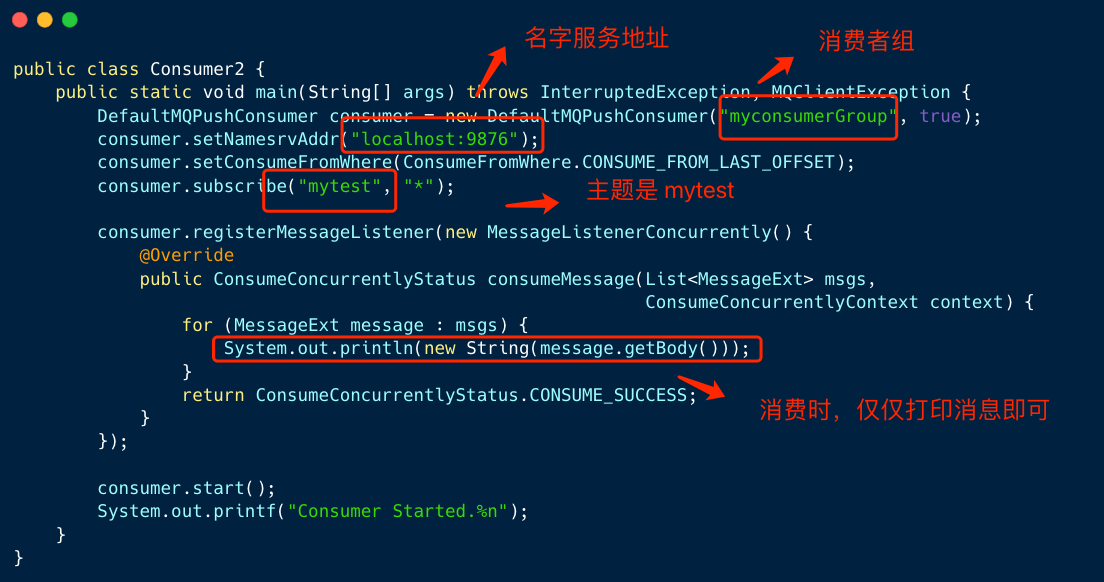 名字服务地址
消费者组
public class Consumer2 {
    public static void main(String[] args) throws InterruptedException, MQClientException {
        DefaultMQPushConsumer consumer = new DefaultMQPushConsumer("myconsumerGroup", true);
        consumer.setNamesrvAddr("localhost:9876");
        consumer.setConsumeFromWhere(ConsumeFromWhere.CONSUME_FROM_LAST_OFFSET);
        consumer.subscribe("mytest", "*");
主题是 mytest
        consumer.registerMessageListener(new MessageListenerConcurrently() {
            @Override
            public ConsumeConcurrentlyStatus consumeMessage(List<MessageExt> msgs,
                                                            ConsumeConcurrentlyContext context) {
                for (MessageExt message : msgs) {
                    System.out.println(new String(message.getBody()));
                }
                return ConsumeConcurrentlyStatus.CONSUME_SUCCESS;
消费时，仅仅打印消息即可
            }
        });
        consumer.start();
        System.out.printf("Consumer Started.%n");
    }
}